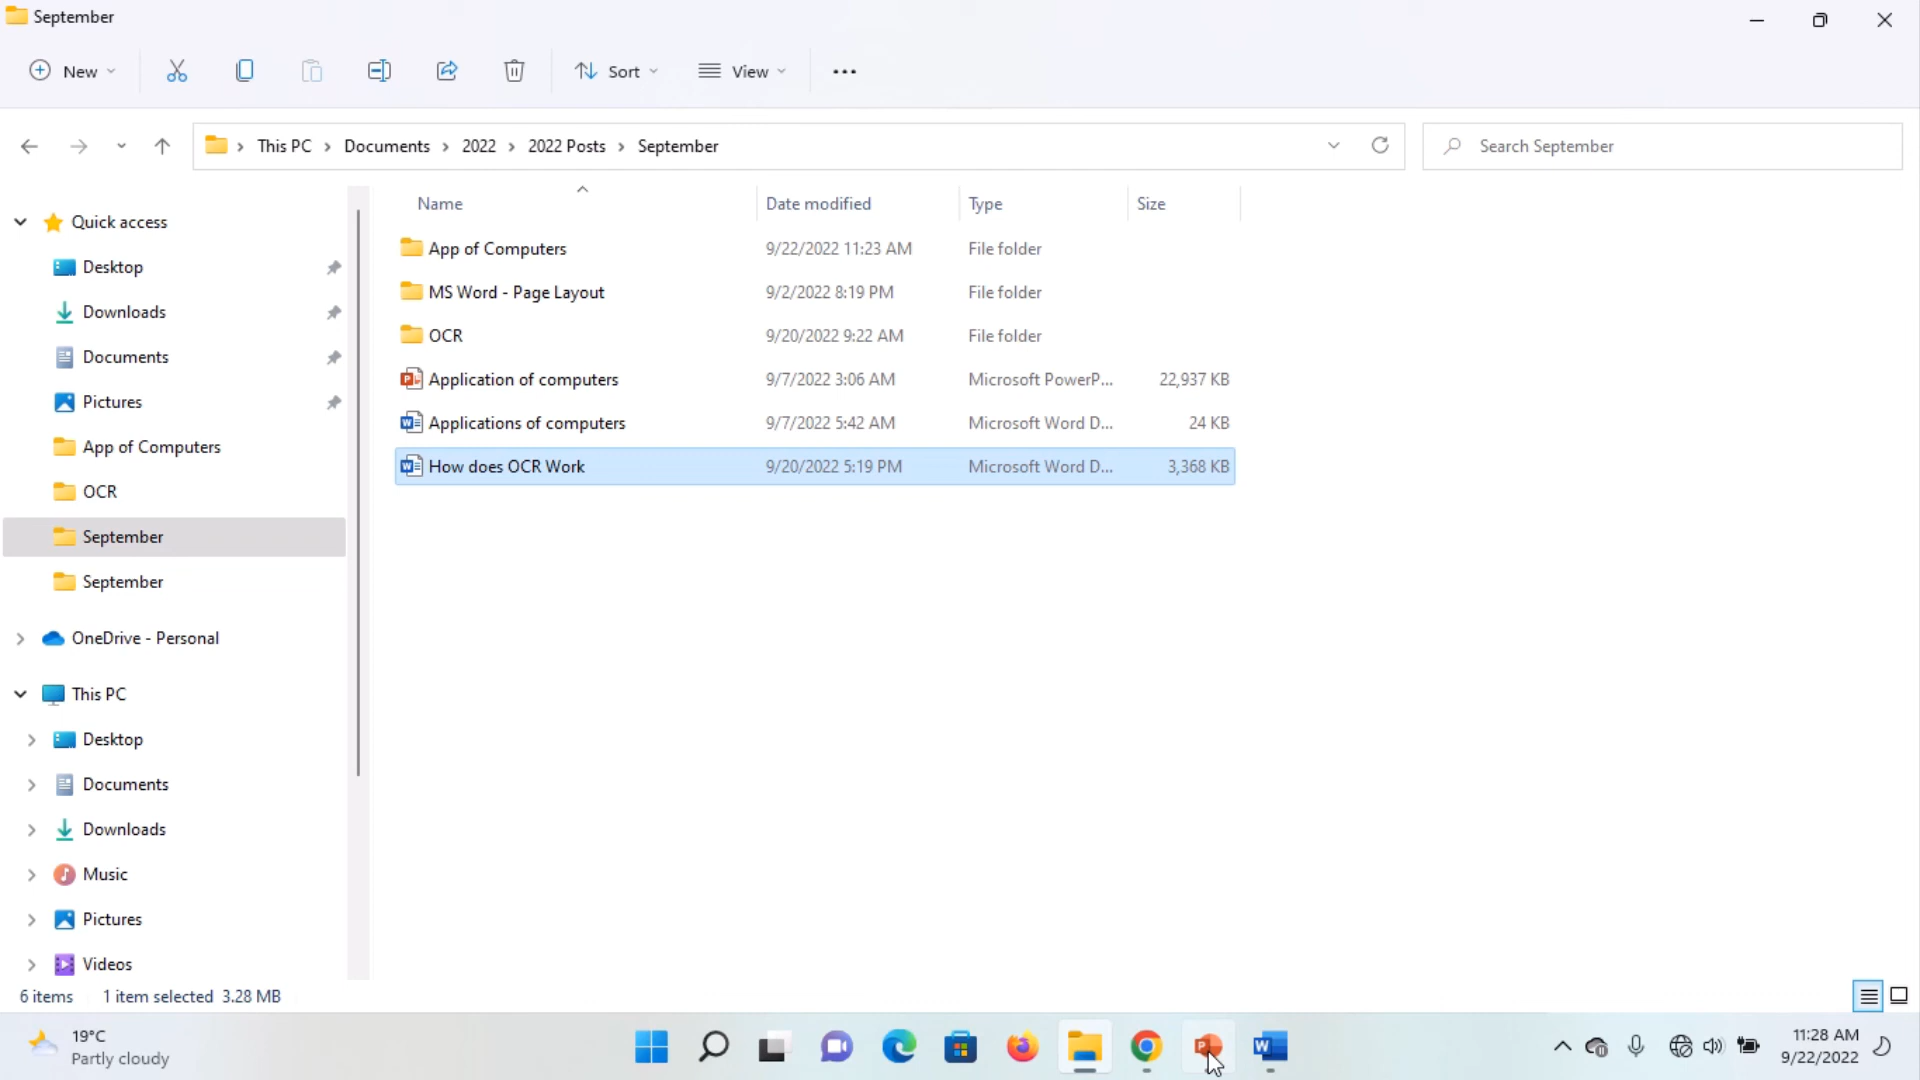 September
New
Sort
View
This PC
Documents
2022
2022 Posts
September
Search September
Quick access
Desktop
Downloads
Documents
Pictures
App of Computers
OCR
September
September
OneDrive - Personal
This PC
Desktop
Documents
Downloads
Music
Pictures
Videos
Name Date modified Type Size
App of Computers 9/22/2022 11:23 AM File folder
MS Word - Page Layout 9/2/2022 8:19 PM File folder
OCR 9/20/2022 9:22 AM File folder
Application of computers 9/7/2022 3:06 AM Microsoft PowerP... 22,937 KB
Applications of computers 9/7/2022 5:42 AM Microsoft Word D... 24 KB
How does OCR Work 9/20/2022 5:19 PM Microsoft Word D... 3,368 KB
6 items 1 item selected 3.28 MB
19°C
Partly cloudy
11:28 AM
9/22/2022